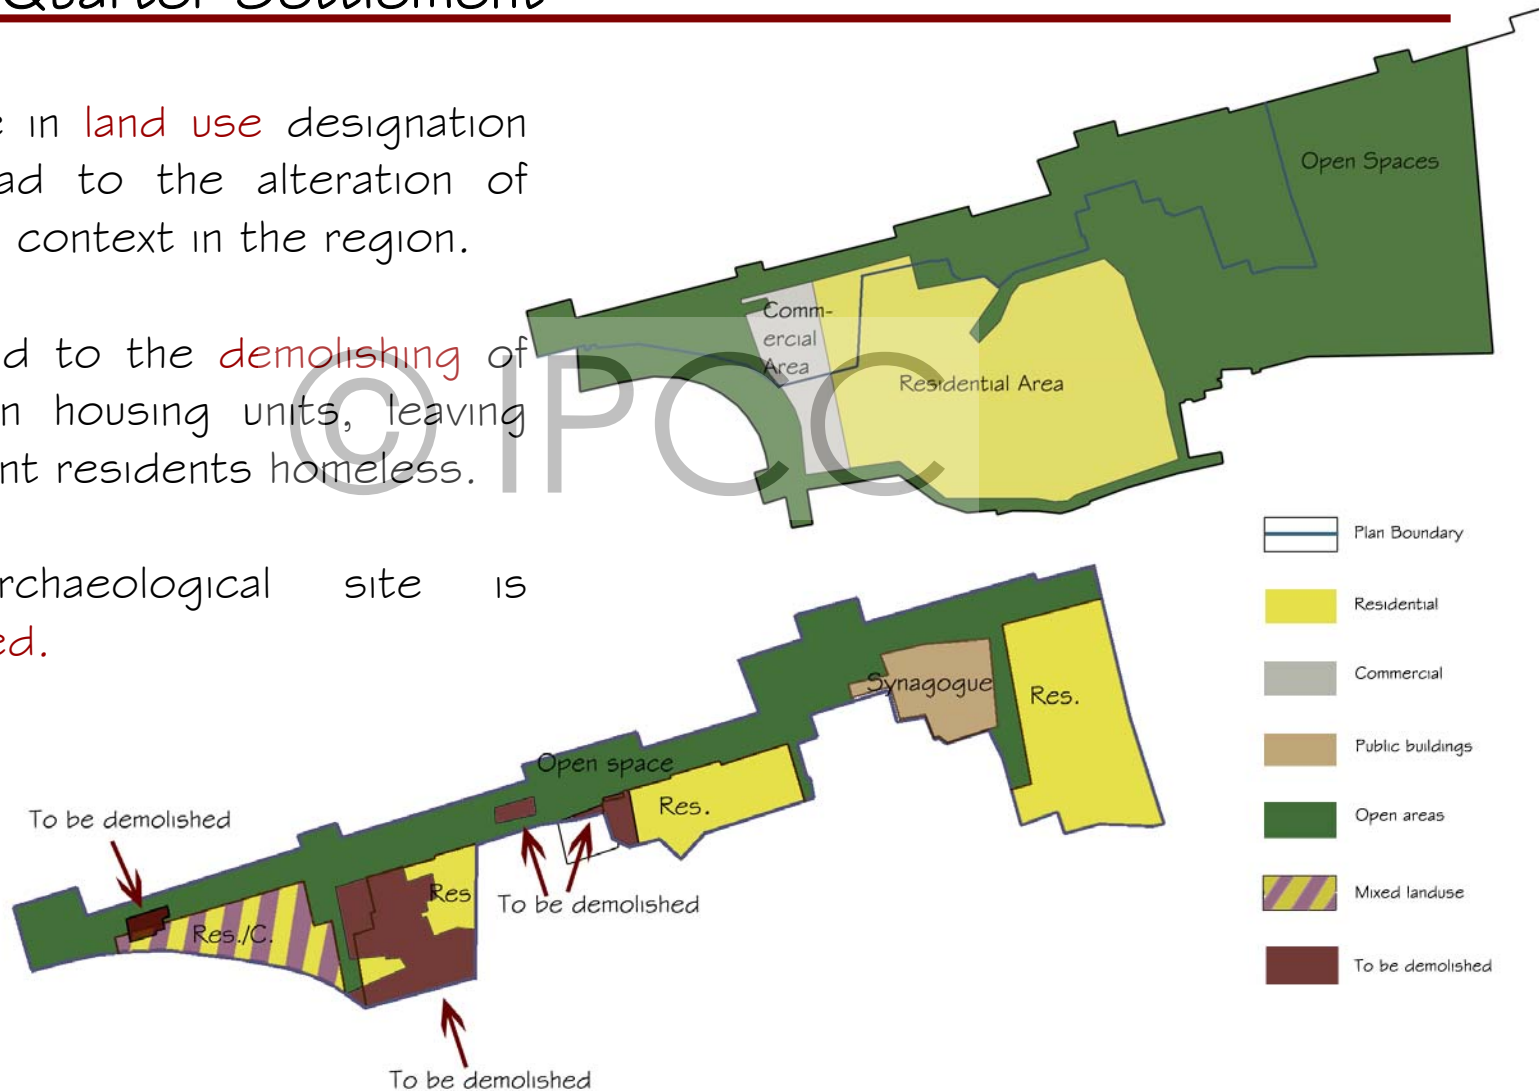 Quarter Settlement
e in land use designation
ad to the alteration of
context in the region.
d to the demolishing of
n housing units, leaving
nt residents homeless.
rchaeological site is
ed.
© IPCC
Open Spaces
Comm-
ercial
Area
Residential Area
Plan Boundary
Residential
Commercial
Public buildings
Open areas
Mixed landuse
To be demolished
Synagogue
Res.
Open space
Res.
To be demolished
Res
To be demolished
Res./C.
To be demolished